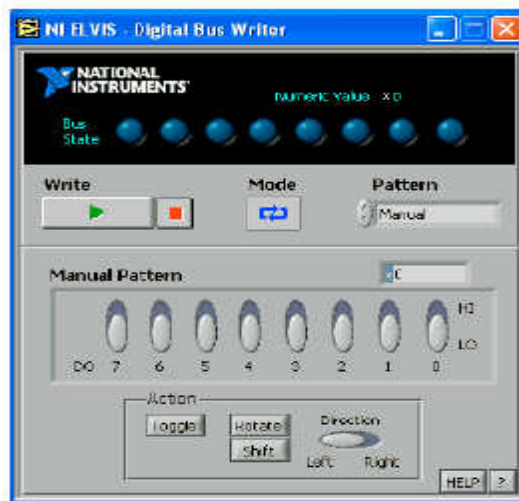 NI ELVIS - Digital Bus Writer
NATIONAL
INSTRUMENTS
Numeric Value x 0
Bus
State
Write Mode Pattern
Manual
Manual Pattern
HI
LO
DO 7 6 5 4 3 2 1 0
Action
Toggle Rotate Direction
Shift
Left Right
HELP ?